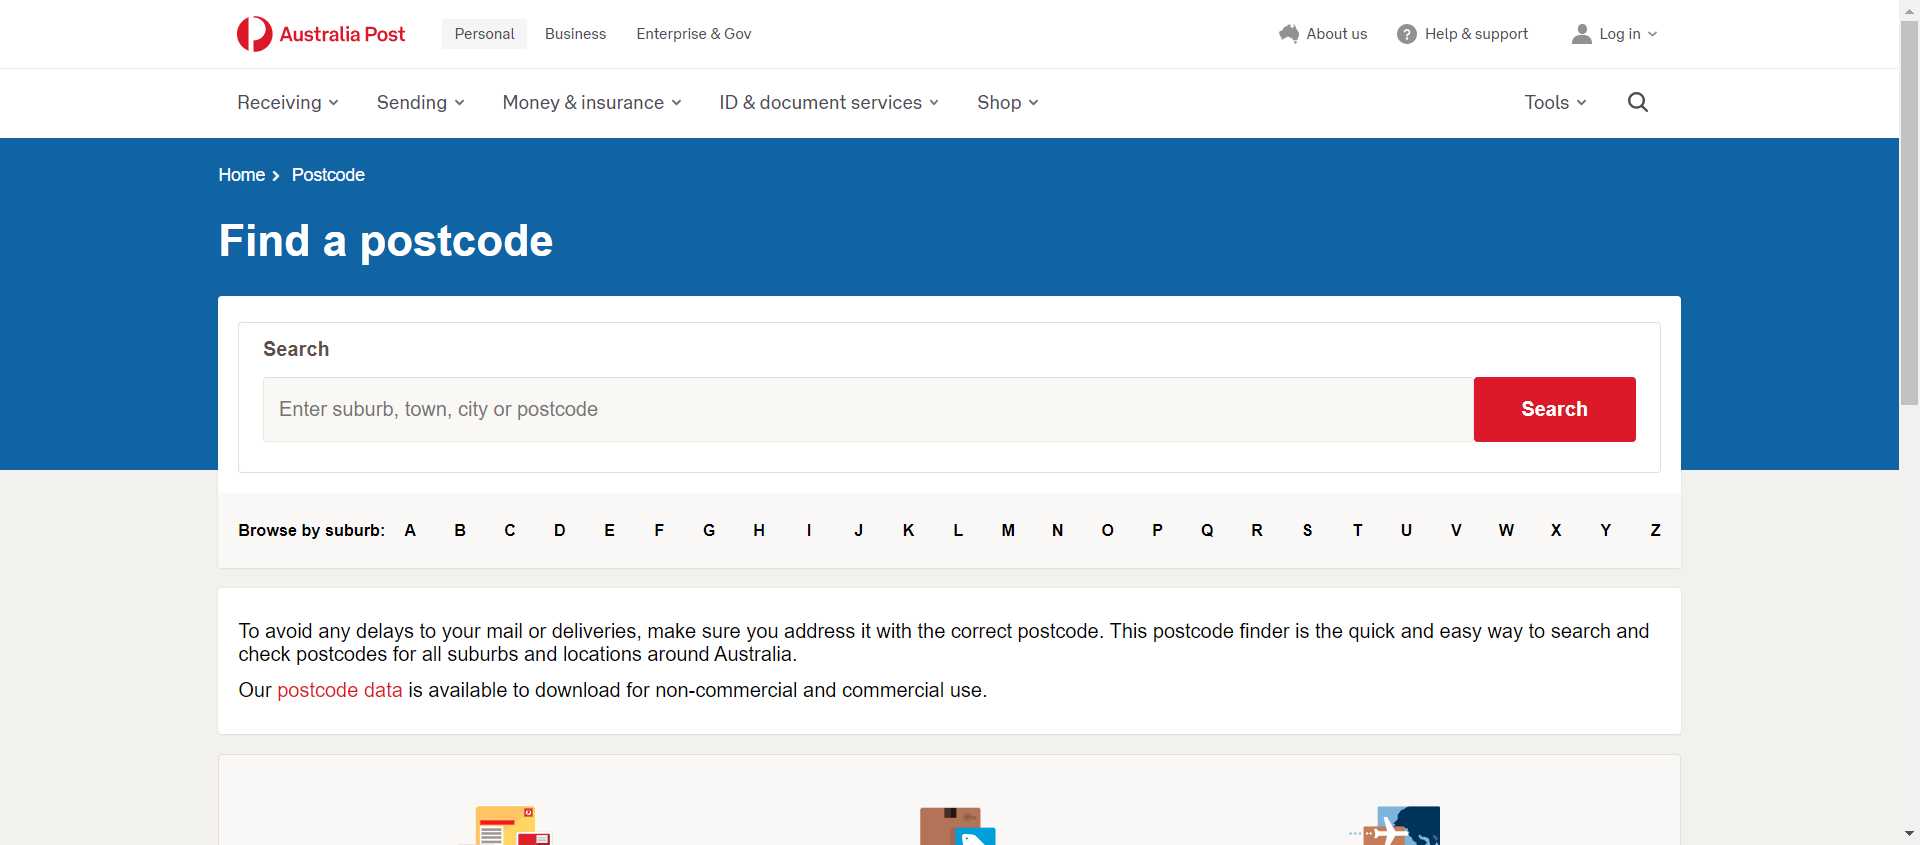 Australia Post
Personal
Business
Enterprise & Gov
About us
Help & support
Log in
Receiving
Sending
Money & insurance
ID & document services
Shop
Tools
Home
Postcode
Find a postcode
Search
Enter suburb, town, city or postcode
Search
Browse by suburb: A B C D E F G H I J K L M N O P Q R S T U V W X Y Z
To avoid any delays to your mail or deliveries, make sure you address it with the correct postcode. This postcode finder is the quick and easy way to search and
check postcodes for all suburbs and locations around Australia.
Our postcode data is available to download for non-commercial and commercial use.